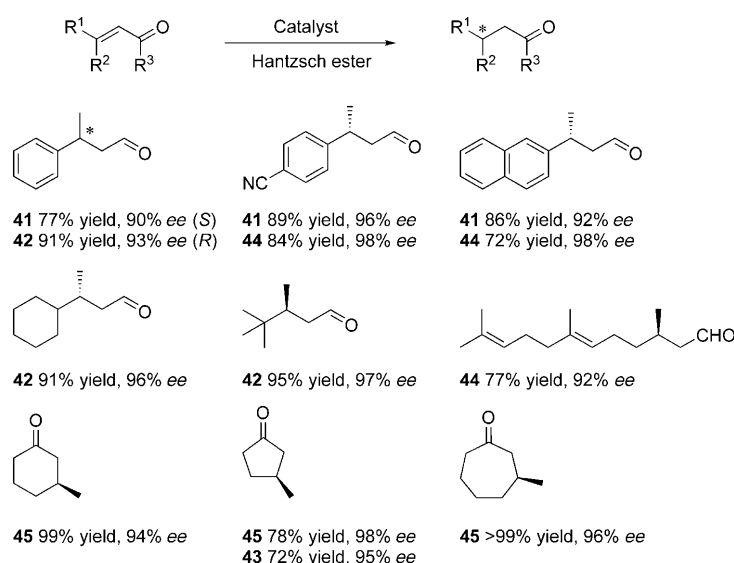 R1 R2 O R3
Catalyst
Hantzsch ester
R1 * R2 O R3
* O
NC O
O
41 77% yield, 90% ee (S)
42 91% yield, 93% ee (R)
41 89% yield, 96% ee
44 84% yield, 98% ee
41 86% yield, 92% ee
44 72% yield, 98% ee
O
O
CHO
42 91% yield, 96% ee
42 95% yield, 97% ee
44 77% yield, 92% ee
O
O
O
45 99% yield, 94% ee
45 78% yield, 98% ee
43 72% yield, 95% ee
45 >99% yield, 96% ee